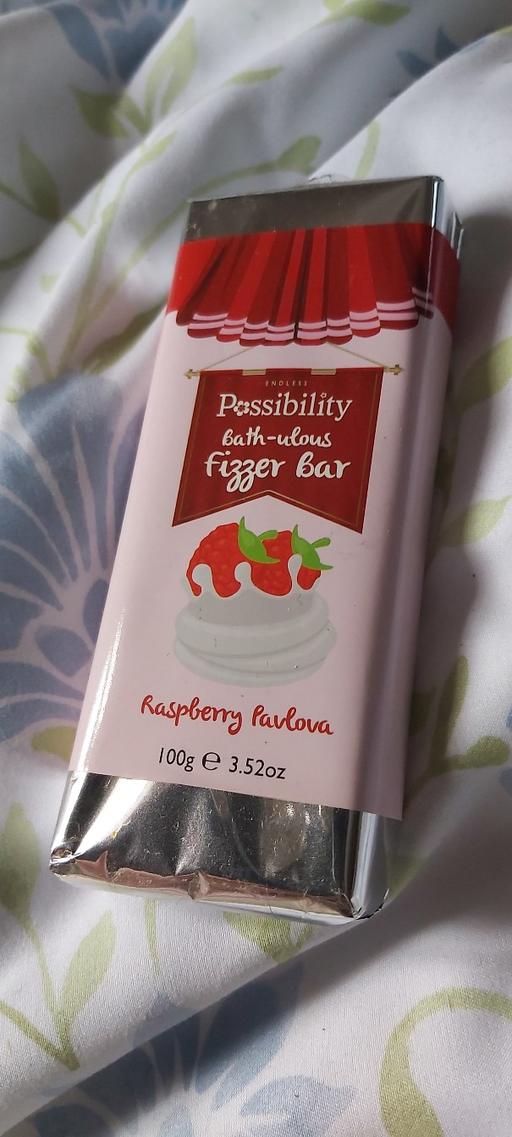 ENDLESS
Possibility
Bath-ulous
Fizzer Bar
Raspberry Pavlova
100g ℮ 3.52oz